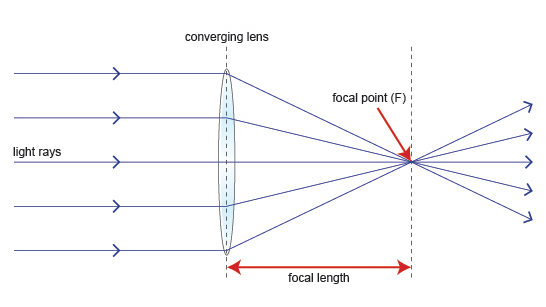 converging lens
focal point (F)
light rays
focal length